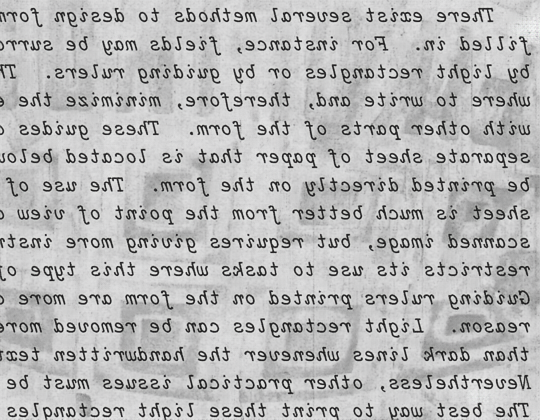 There exist several methods to design
filled in. For instance, fields may be
by light rectangles or by guiding rulers.
where to write and, therefore, minimize the
with other parts of the form. These guides
separate sheet of paper that is located
be printed directly on the form. The use of
sheet is much better from the point of view
scanned image, but requires giving more
restricts its use to tasks where this type
Guiding rulers printed on the form are more
reason. Light rectangles can be removed more
than dark lines whenever the handwritten
Nevertheless, other practical issues must be
The best way to print these light rectangles